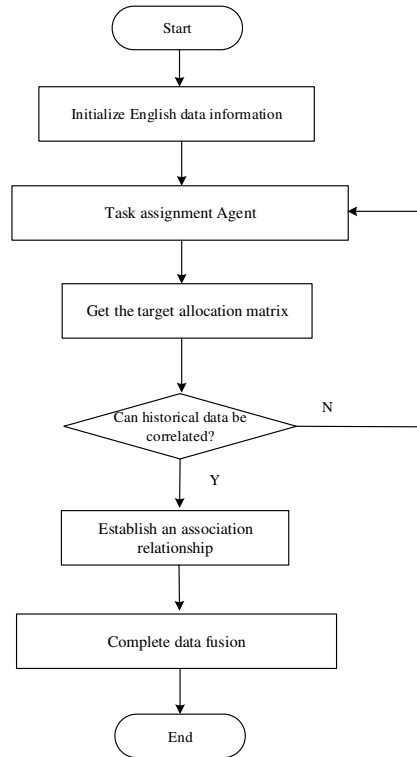 Start
Initialize English data information
Task assignment Agent
Get the target allocation matrix
Can historical data be
correlated?
N
Y
Establish an association
relationship
Complete data fusion
End